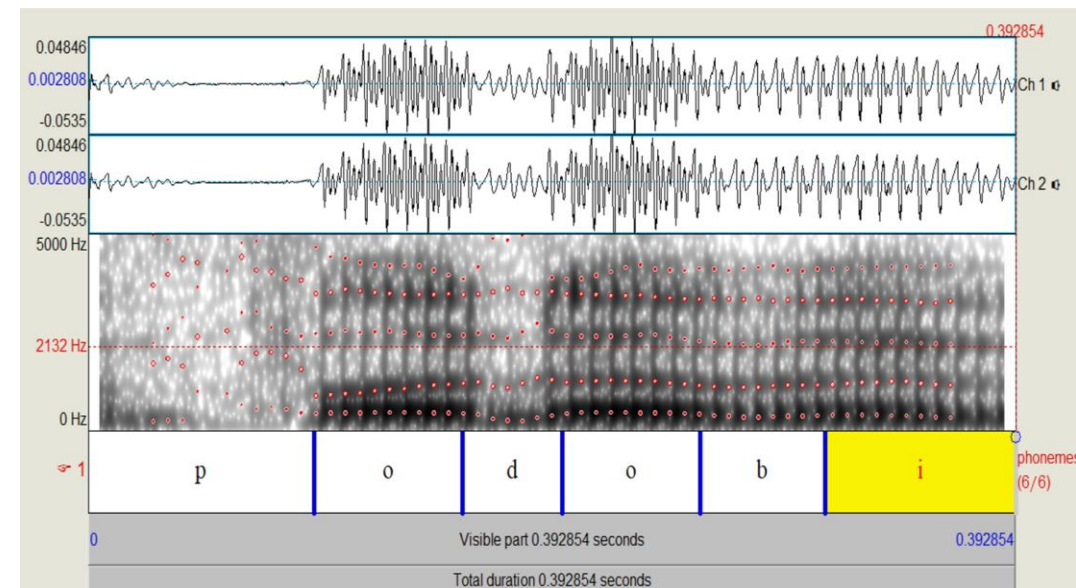 0.392854
0.04846
0.002808
Ch 1
-0.0535
0.04846
0.002808
Ch 2
-0.0535
5000 Hz
2132 Hz
0 Hz
1 p o d o b i phonemes
(6/6)
0 Visible part 0.392854 seconds 0.392854
Total duration 0.392854 seconds